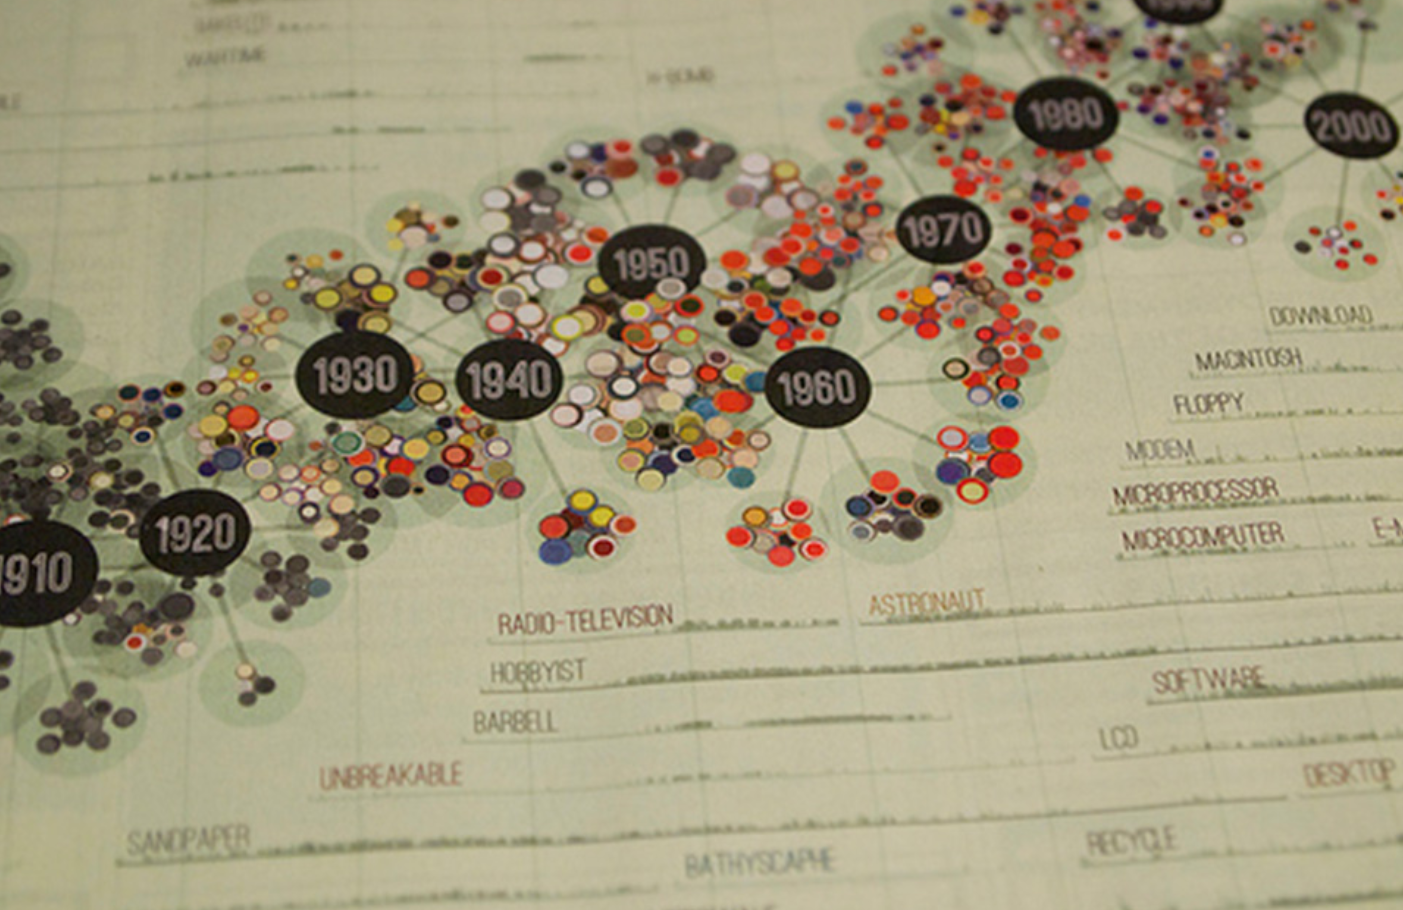 WARTIME
H-BOMB
1980
2000
1970
1950
DOWNLOAD
1930
1940
1960
MACINTOSH
FLOPPY
MODEM
MICROPROCESSOR
1920
MICROCOMPUTER
1910
RADIO-TELEVISION
ASTRONAUT
HOBBYIST
SOFTWARE
BARBELL
LCD
UNBREAKABLE
DESKTOP
SANDPAPER
RECYCLE
BATHYSCAPHE